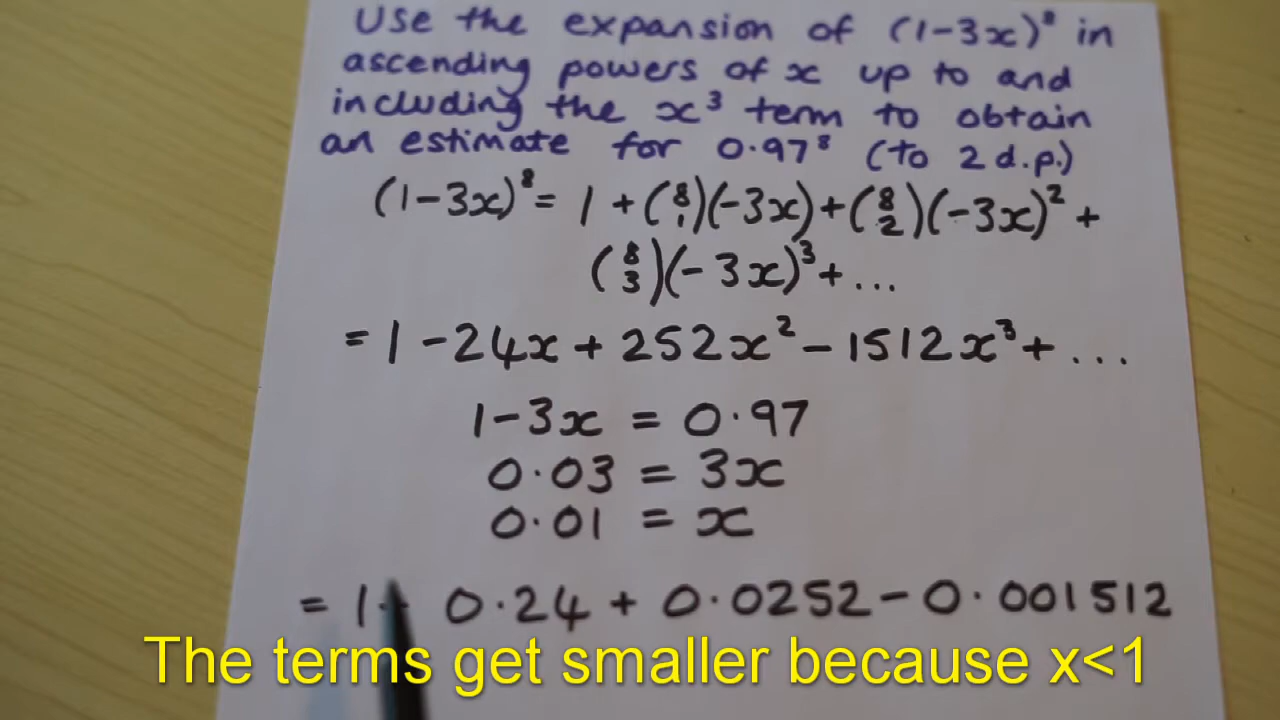 Use the expansion of (1-3x)⁸ in
ascending powers of x up to and
including the x³ term to obtain
an estimate for 0.97⁸ (to 2 d.p.)
(1-3x)⁸ = 1 + (8 1)(-3x) + (8 2)(-3x)² +
(8 3)(-3x)³ + ...
= 1 - 24x + 252x² - 1512x³ + ...
1-3x = 0.97
0.03 = 3x
0.01 = x
= 1 - 0.24 + 0.0252 - 0.001512
The terms get smaller because x<1